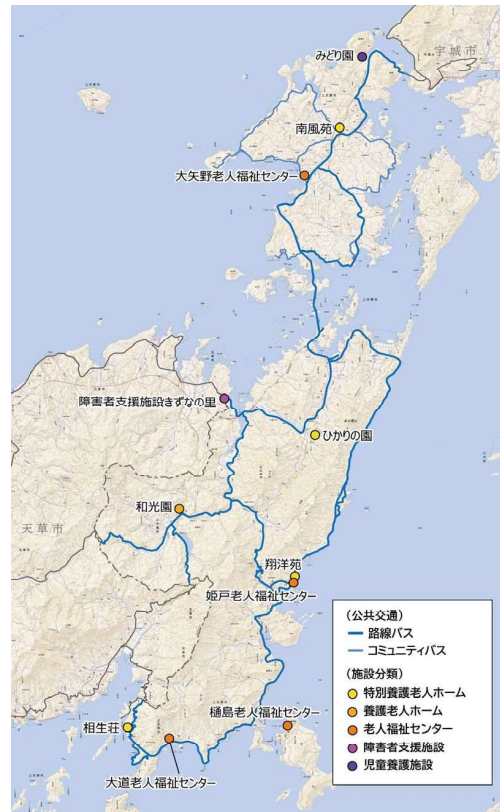 宇城市
みどり園
南風苑
大矢野老人福祉センター
障害者支援施設きずなの里
ひかりの園
和光園
天草市
翔洋苑
姫戸老人福祉センター
樋島老人福祉センター
相生荘
大道老人福祉センター
（公共交通）
路線バス
コミュニティバス
（施設分類）
特別養護老人ホーム
養護老人ホーム
老人福祉センター
障害者支援施設
児童養護施設